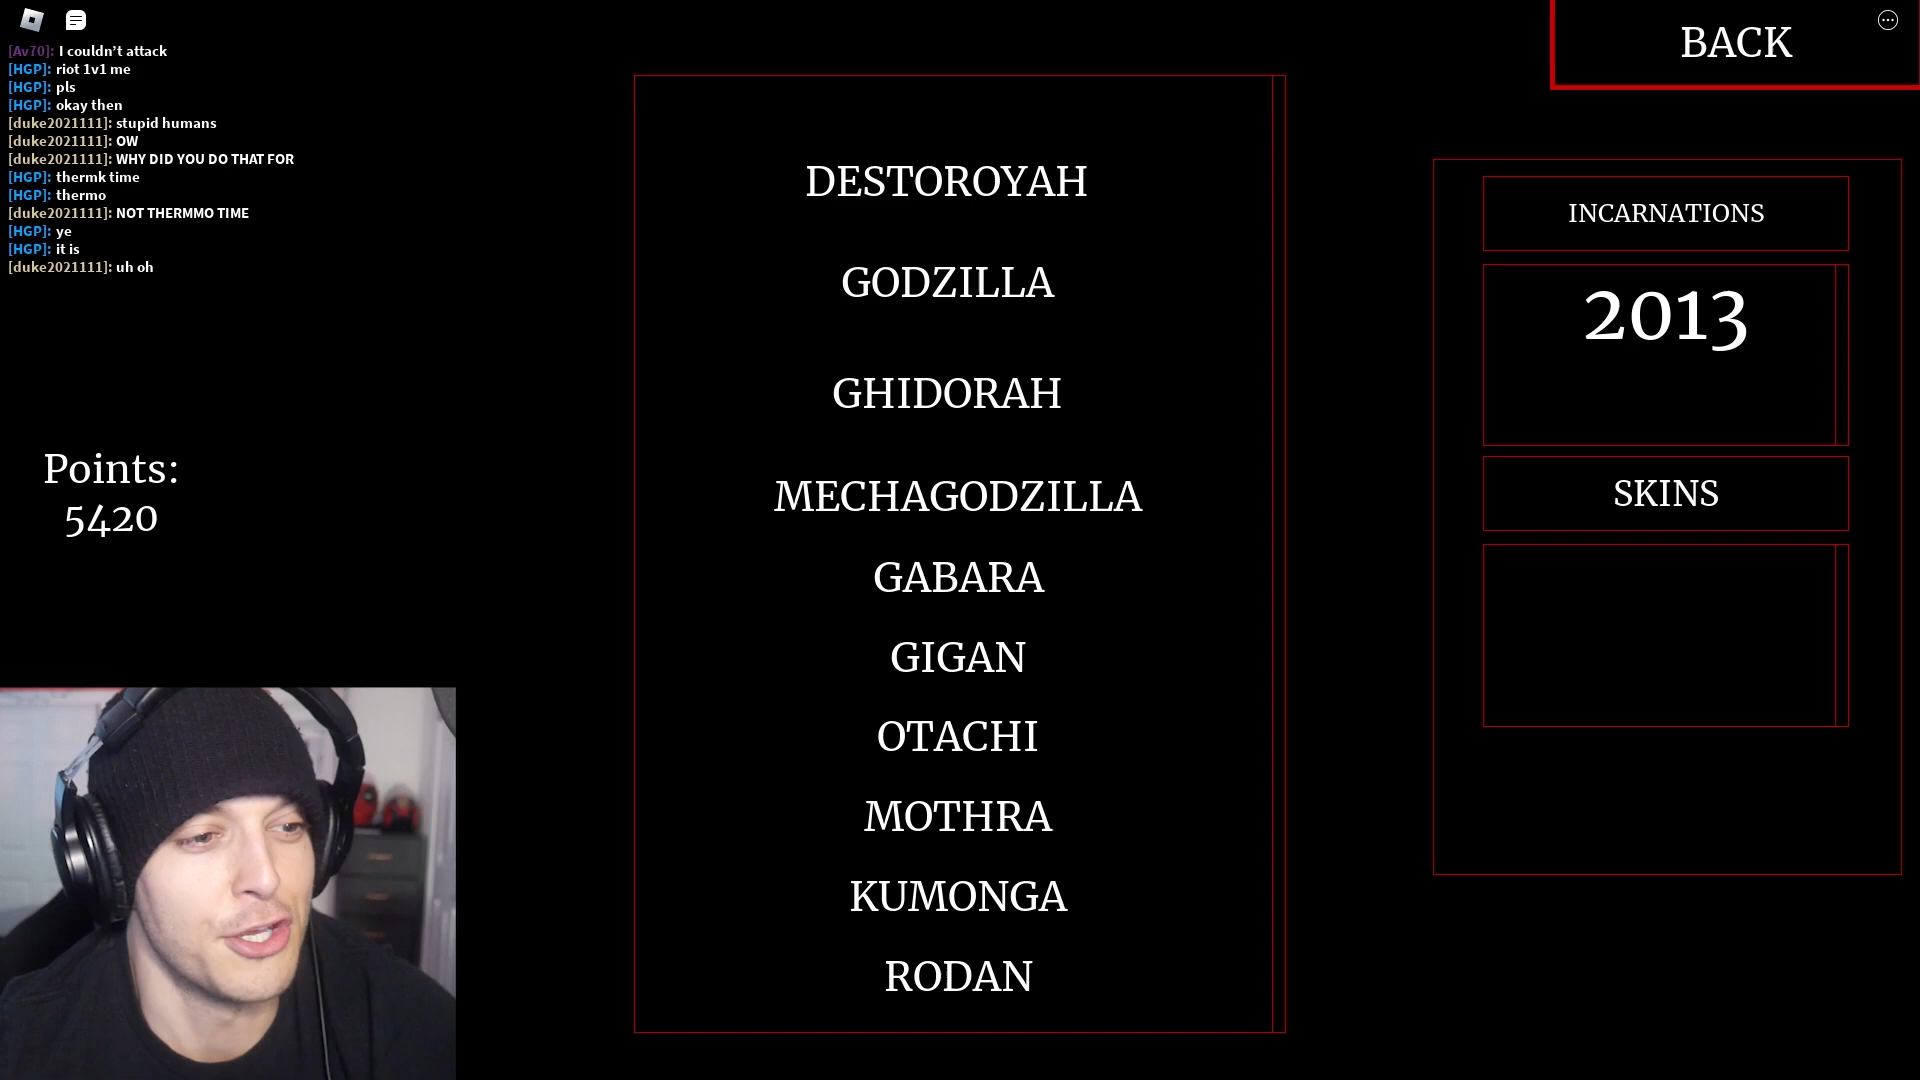 [Av70]: I couldn't attack
[HGP]: riot 1v1 me
[HGP]: pls
[HGP]: okay then
[duke2021111]: stupid humans
[duke2021111]: OW
[duke2021111]: WHY DID YOU DO THAT FOR
[HGP]: thermk time
[HGP]: thermo
[duke2021111]: NOT THERMMO TIME
[HGP]: ye
[HGP]: it is
[duke2021111]: uh oh
Points:
5420
DESTOROYAH
GODZILLA
GHIDORAH
MECHAGODZILLA
GABARA
GIGAN
OTACHI
MOTHRA
KUMONGA
RODAN
BACK
INCARNATIONS
2013
SKINS